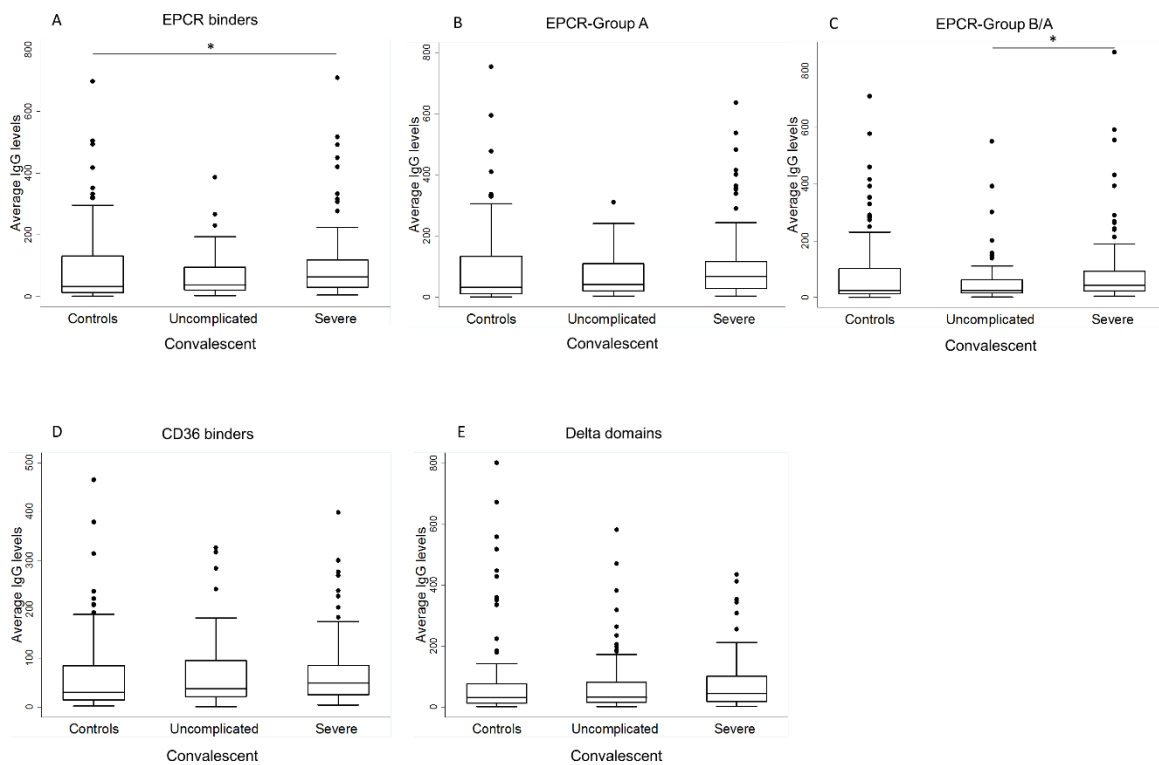 A EPCR binders
*
Average IgG levels
800
600
400
200
0
Controls Uncomplicated Severe
Convalescent
B EPCR-Group A
Average IgG levels
800
600
400
200
0
Controls Uncomplicated Severe
Convalescent
C EPCR-Group B/A
*
Average IgG levels
800
600
400
200
0
Controls Uncomplicated Severe
Convalescent
D CD36 binders
Average IgG levels
500
400
300
200
100
0
Controls Uncomplicated Severe
Convalescent
E Delta domains
Average IgG levels
800
600
400
200
0
Controls Uncomplicated Severe
Convalescent